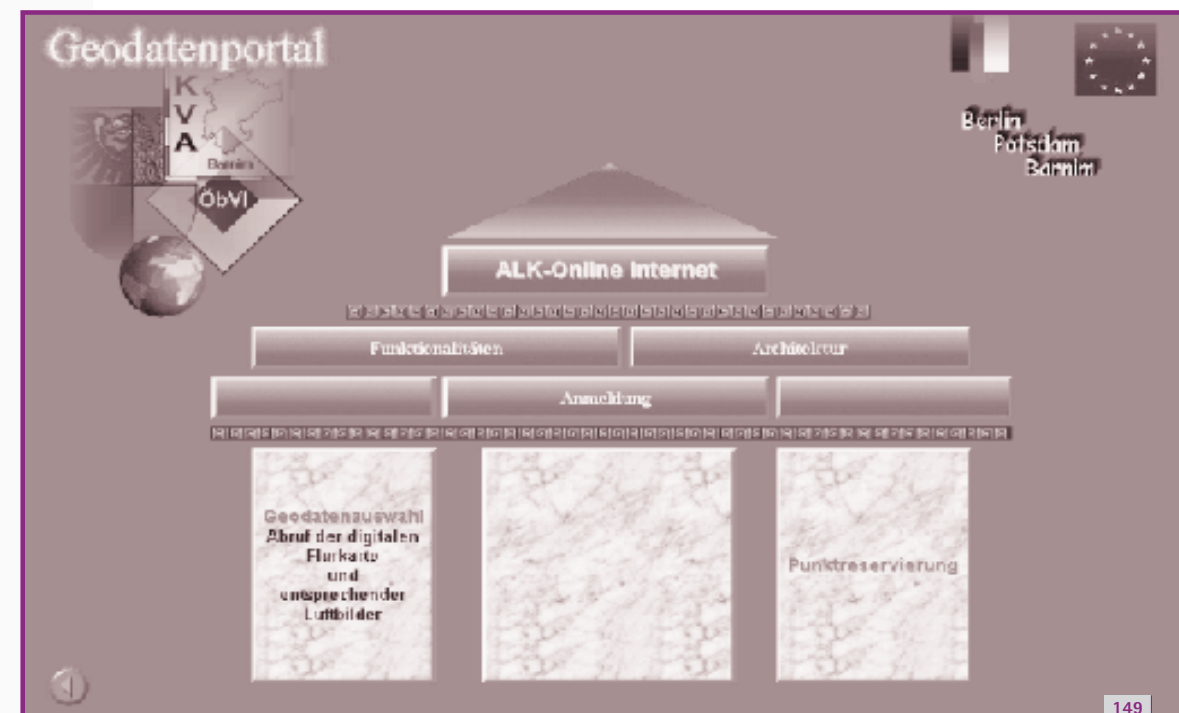 Geodatenportal
K
V
A
Barnim
ÖbVI
Berlin
Potsdam
Barnim
ALK-Online Internet
Funktionalitäten
Architektur
Anmeldung
Geodatenauswahl
Abruf der digitalen
Flurkarte
und
entsprechender
Luftbilder
Punktreservierung
149